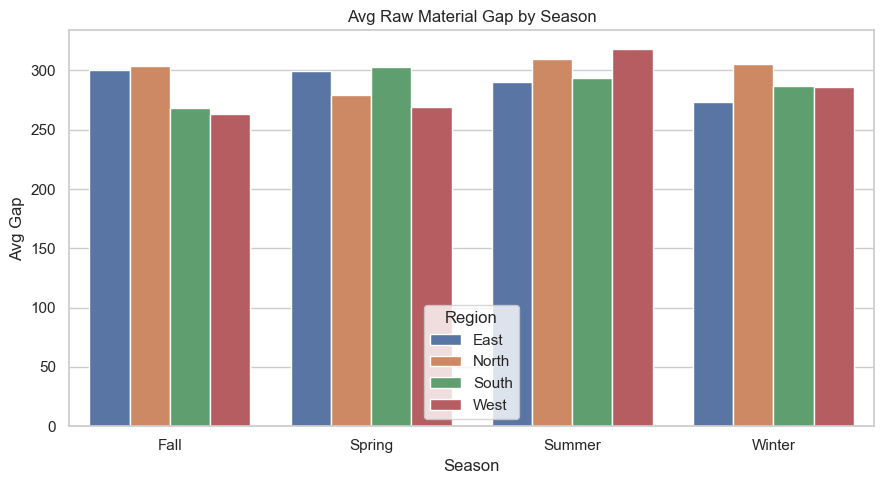 Avg Raw Material Gap by Season
Avg Gap
300
250
200
150
100
50
0
Region
East
North
South
West
Fall Spring Summer Winter
Season